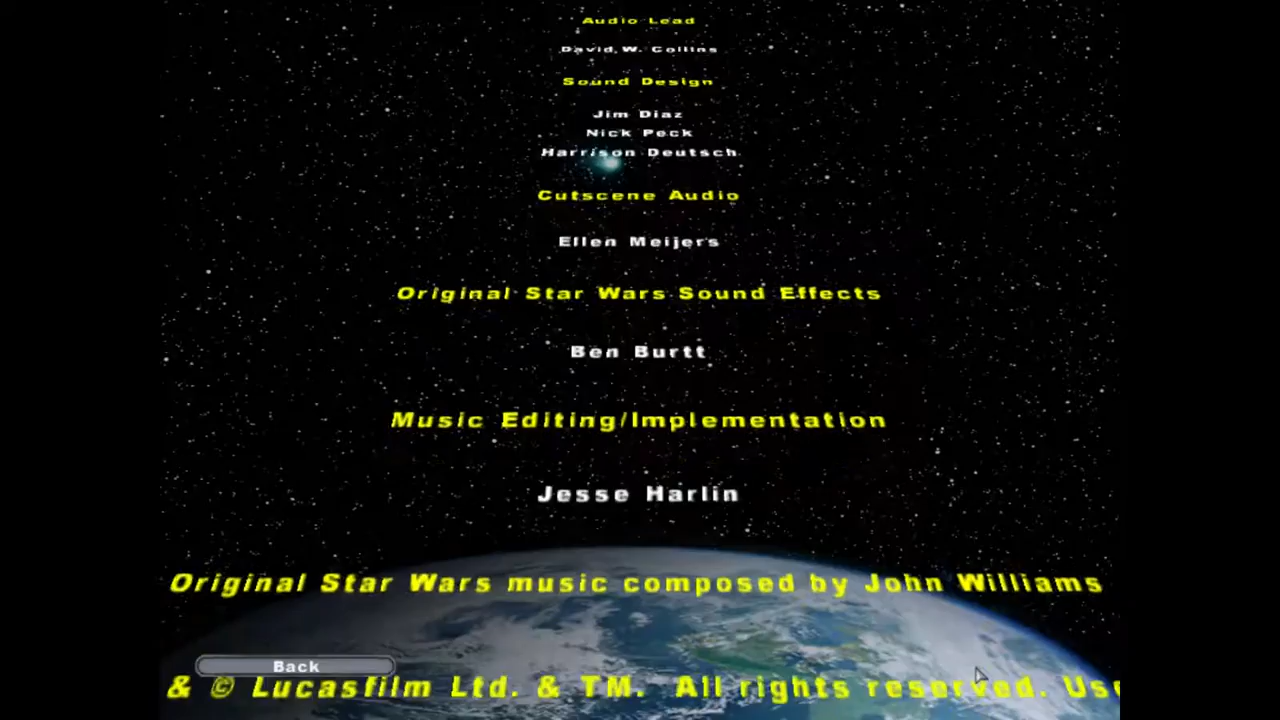 Audio Lead
David W. Collins
Sound Design
Jim Diaz
Nick Peck
Harrison Deutsch
Cutscene Audio
Ellen Meijers
Original Star Wars Sound Effects
Ben Burtt
Music Editing/Implementation
Jesse Harlin
Original Star Wars music composed by John Williams
Back
& © Lucasfilm Ltd. & TM. All rights reserved.